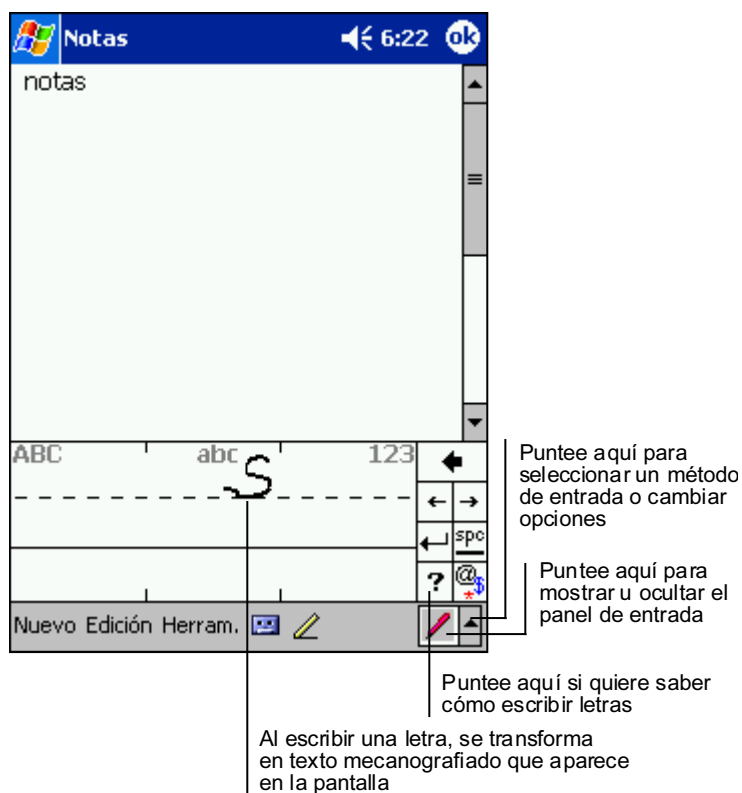 Notas 6:22 ok
notas
ABC abc 123
S
spc
? @$*
Nuevo Edición Herram.
Puntee aquí para
seleccionar un método
de entrada o cambiar
opciones
Puntee aquí para
mostrar u ocultar el
panel de entrada
Puntee aquí si quiere saber
cómo escribir letras
Al escribir una letra, se transforma
en texto mecanografiado que aparece
en la pantalla